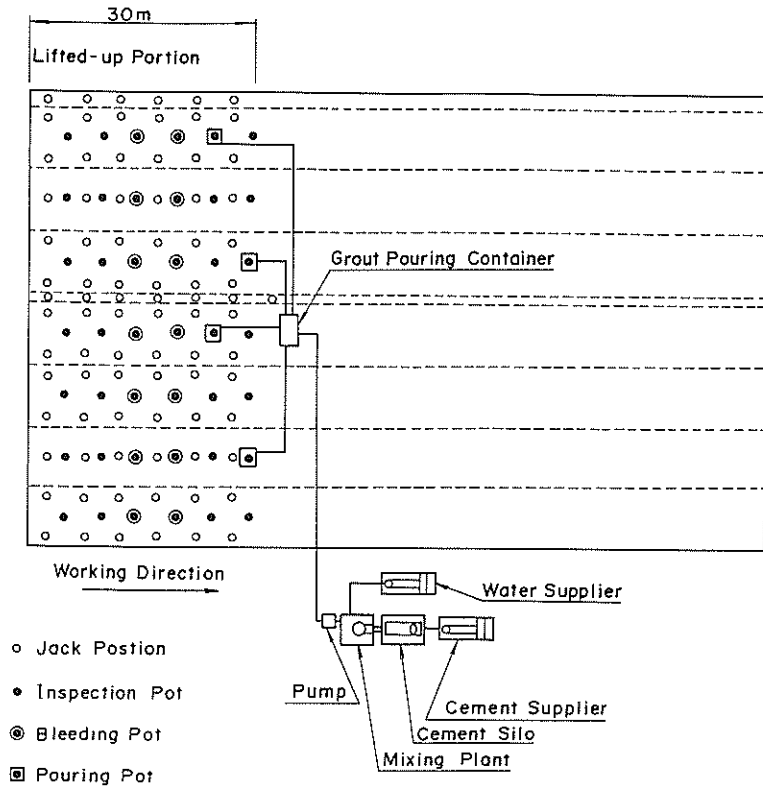 30m
Lifted-up Portion
Grout Pouring Container
Working Direction
Water Supplier
Jack Postion
Inspection Pot
Pump
Cement Supplier
Bleeding Pot
Cement Silo
Mixing Plant
Pouring Pot